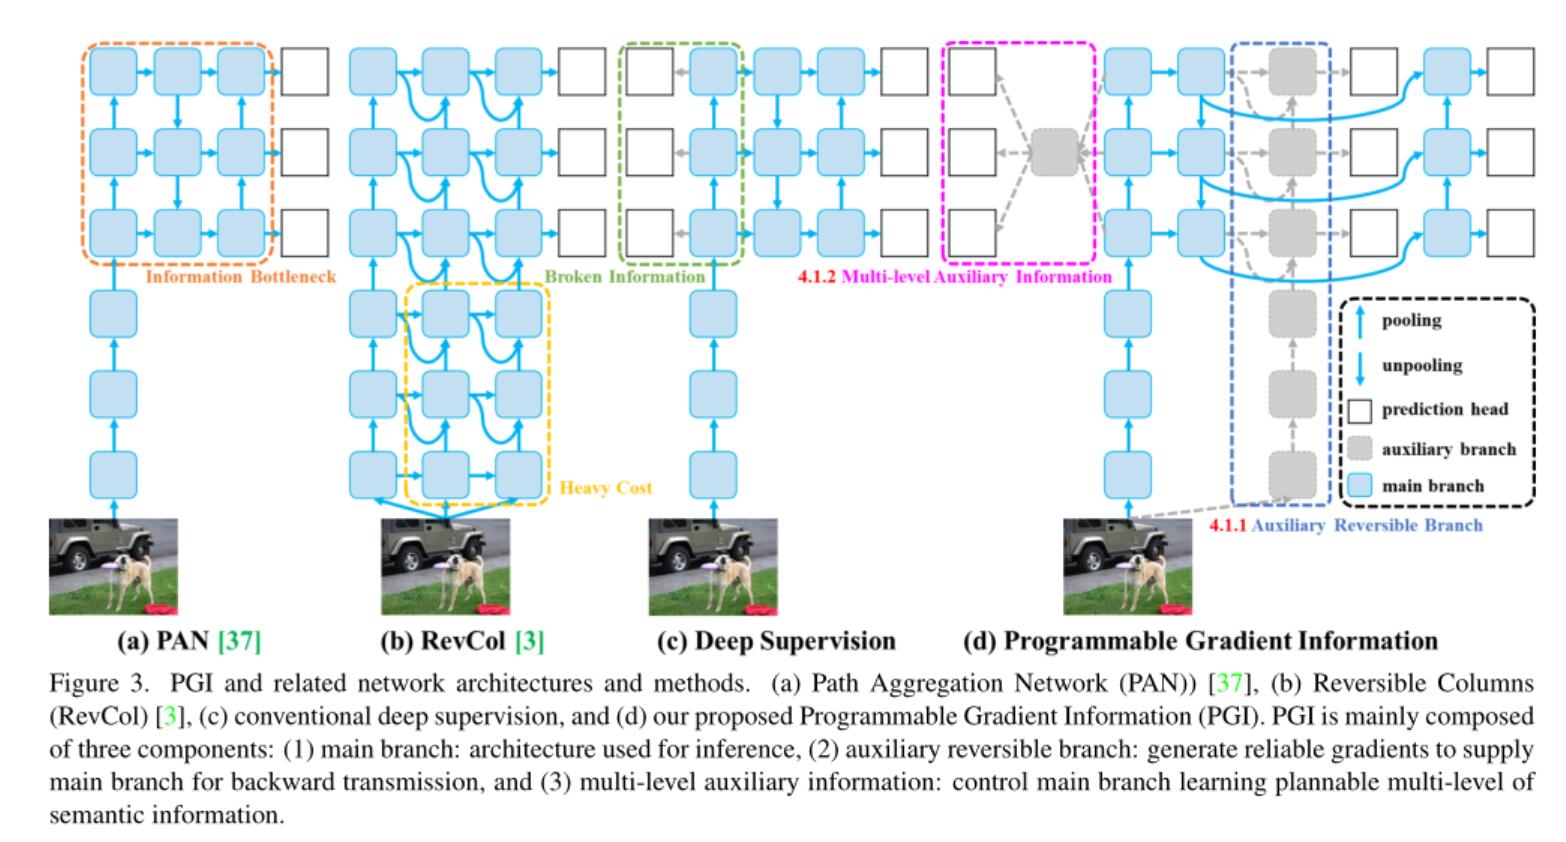 Information Bottleneck
Broken Information
4.1.2 Multi-level Auxiliary Information
Heavy Cost
pooling
unpooling
prediction head
auxiliary branch
main branch
4.1.1 Auxiliary Reversible Branch
(a) PAN [37]
(b) RevCol [3]
(c) Deep Supervision
(d) Programmable Gradient Information
Figure 3. PGI and related network architectures and methods. (a) Path Aggregation Network (PAN)) [37], (b) Reversible Columns
(RevCol) [3], (c) conventional deep supervision, and (d) our proposed Programmable Gradient Information (PGI). PGI is mainly composed
of three components: (1) main branch: architecture used for inference, (2) auxiliary reversible branch: generate reliable gradients to supply
main branch for backward transmission, and (3) multi-level auxiliary information: control main branch learning plannable multi-level of
semantic information.